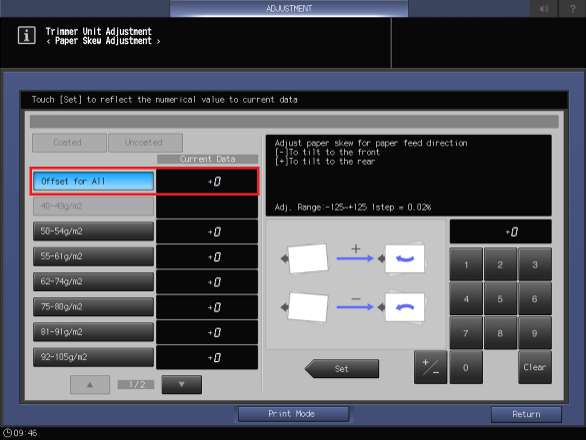 ADJUSTMENT
?
i
Trimmer Unit Adjustment
< Paper Skew Adjustment >
Touch [Set] to reflect the numerical value to current data
Coated Uncoated
Current Data
Offset for All +0
40-49g/m2
50-54g/m2 +0
55-61g/m2 +0
62-74g/m2 +0
75-80g/m2 +0
81-91g/m2 +0
92-105g/m2 +0
1/2
Adjust paper skew for paper feed direction
[-]To tilt to the front
[+]To tilt to the rear
Adj. Range:-125~+125 1step = 0.02%
+
-
+0
1 2 3
4 5 6
7 8 9
+/- 0 Clear
Set
Print Mode
Return
09:46